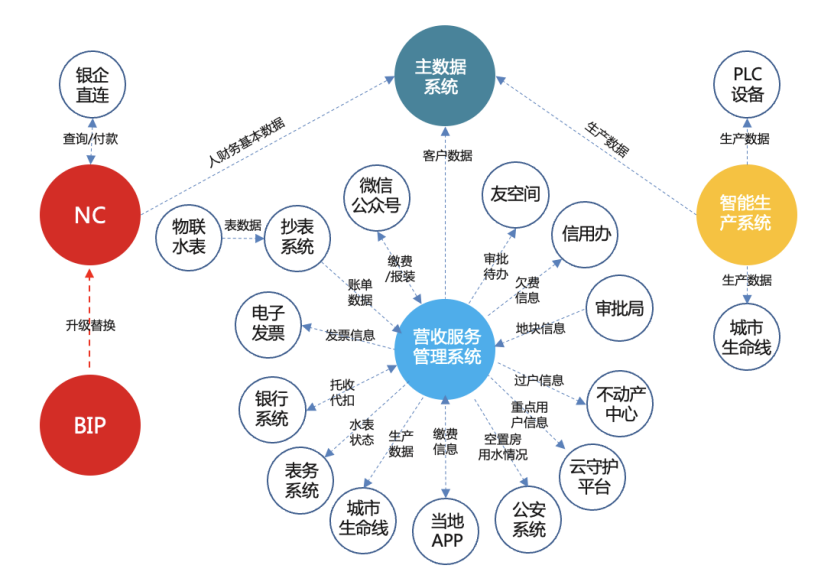 主数据
系统
银企
直连
PLC
设备
查询/付款
人财务基本数据
客户数据
生产数据
生产数据
NC
物联
水表
表数据
抄表
系统
微信
公众号
友空间
信用办
智能生
产系统
缴费
/报装
审批
待办
欠费
信息
账单
数据
生产数据
升级替换
电子
发票
发票信息
营收服务
管理系统
地块信息
审批局
城市
生命线
银行
系统
托收
代扣
过户信息
不动产
中心
BIP
水表
状态
生产
数据
缴费
信息
空置房
用水情况
重点用
户信息
表务
系统
城市
生命线
当地
APP
公安
系统
云守护
平台